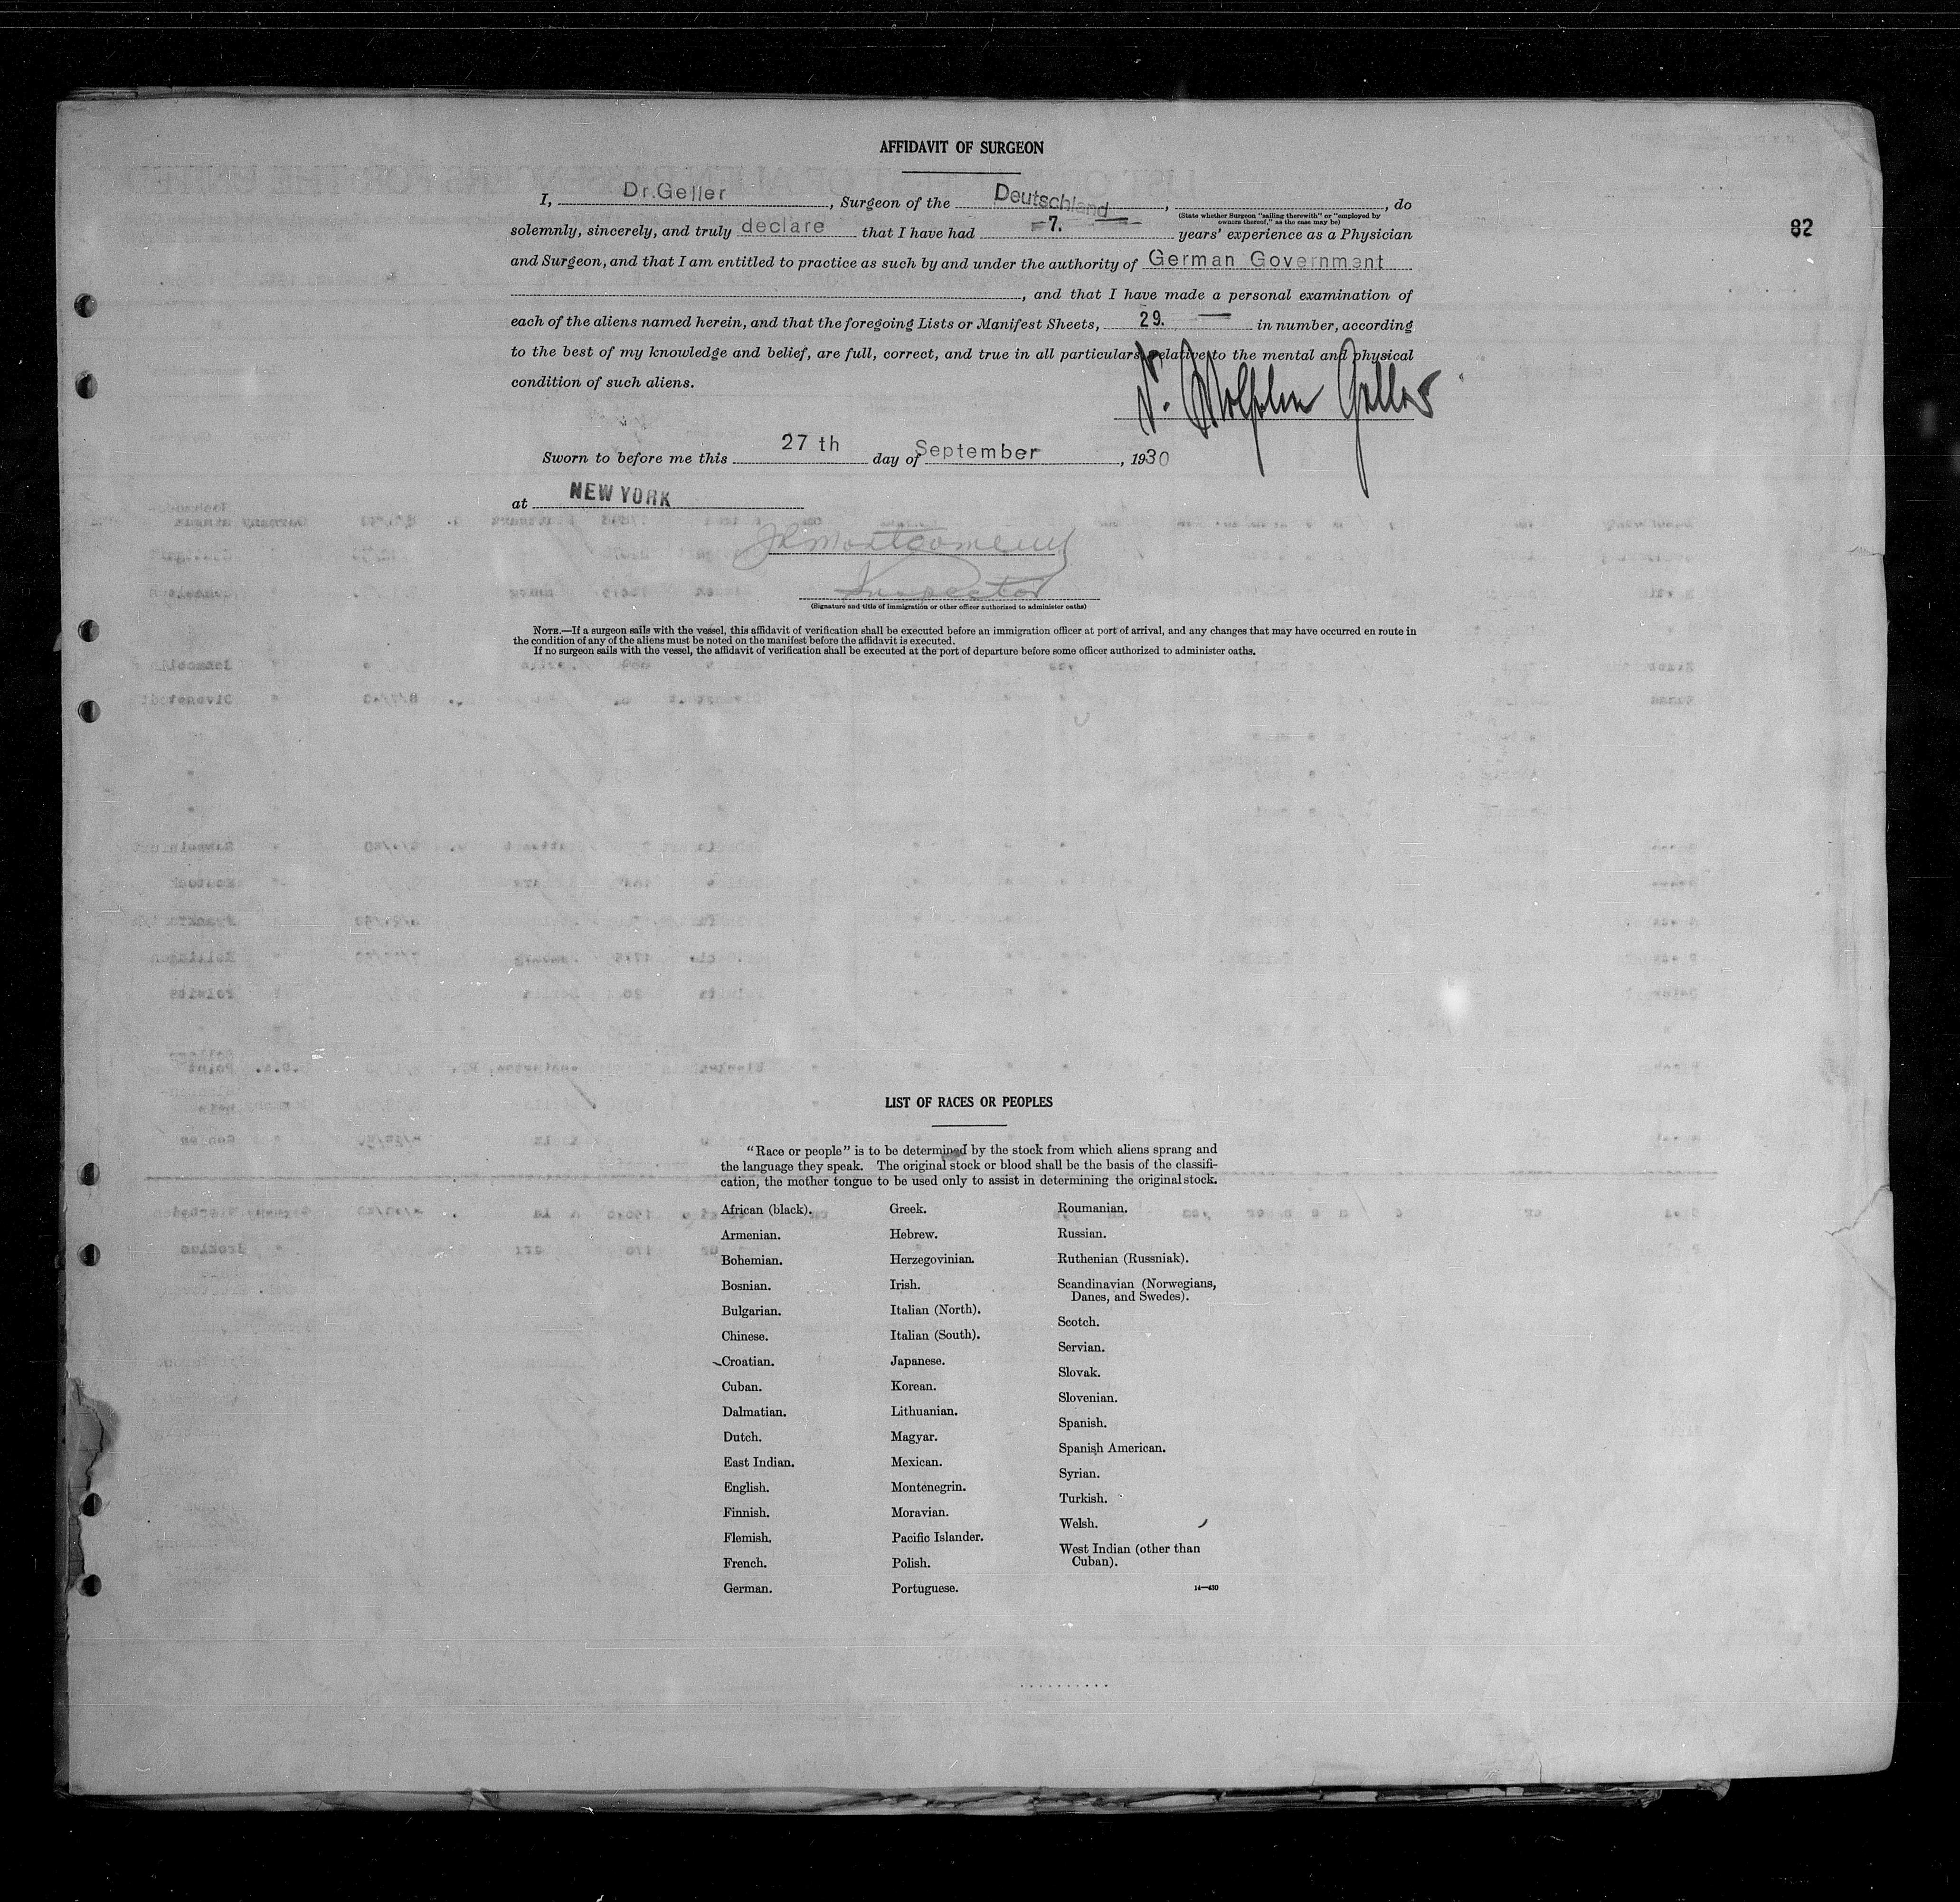 AFFIDAVIT OF SURGEON
I, Dr.Geller, Surgeon of the Deutschland, , do
(State whether Surgeon "sailing therewith" or "employed by
owners thereof," as the case may be)
82
solemnly, sincerely, and truly declare that I have had 7. years' experience as a Physician
and Surgeon, and that I am entitled to practice as such by and under the authority of German Government
, and that I have made a personal examination of
each of the aliens named herein, and that the foregoing Lists or Manifest Sheets, 29. in number, according
to the best of my knowledge and belief, are full, correct, and true in all particulars relative to the mental and physical
condition of such aliens.
Geller
Sworn to before me this 27 th day of September, 1930
at NEW YORK
Montgomery
Inspector
(Signature and title of immigration or other officer authorized to administer oaths)
NOTE.—If a surgeon sails with the vessel, this affidavit of verification shall be executed before an immigration officer at port of arrival, and any changes that may have occurred en route in
the condition of any of the aliens must be noted on the manifest before the affidavit is executed.
If no surgeon sails with the vessel, the affidavit of verification shall be executed at the port of departure before some officer authorized to administer oaths.
LIST OF RACES OR PEOPLES
"Race or people" is to be determined by the stock from which aliens sprang and
the language they speak. The original stock or blood shall be the basis of the classifi-
cation, the mother tongue to be used only to assist in determining the original stock.
African (black).
Armenian.
Bohemian.
Bosnian.
Bulgarian.
Chinese.
Croatian.
Cuban.
Dalmatian.
Dutch.
East Indian.
English.
Finnish.
Flemish.
French.
German.
Greek.
Hebrew.
Herzegovinian.
Irish.
Italian (North).
Italian (South).
Japanese.
Korean.
Lithuanian.
Magyar.
Mexican.
Montenegrin.
Moravian.
Pacific Islander.
Polish.
Portuguese.
Roumanian.
Russian.
Ruthenian (Russniak).
Scandinavian (Norwegians,
Danes, and Swedes).
Scotch.
Servian.
Slovak.
Slovenian.
Spanish.
Spanish American.
Syrian.
Turkish.
Welsh.
West Indian (other than
Cuban).
14—430